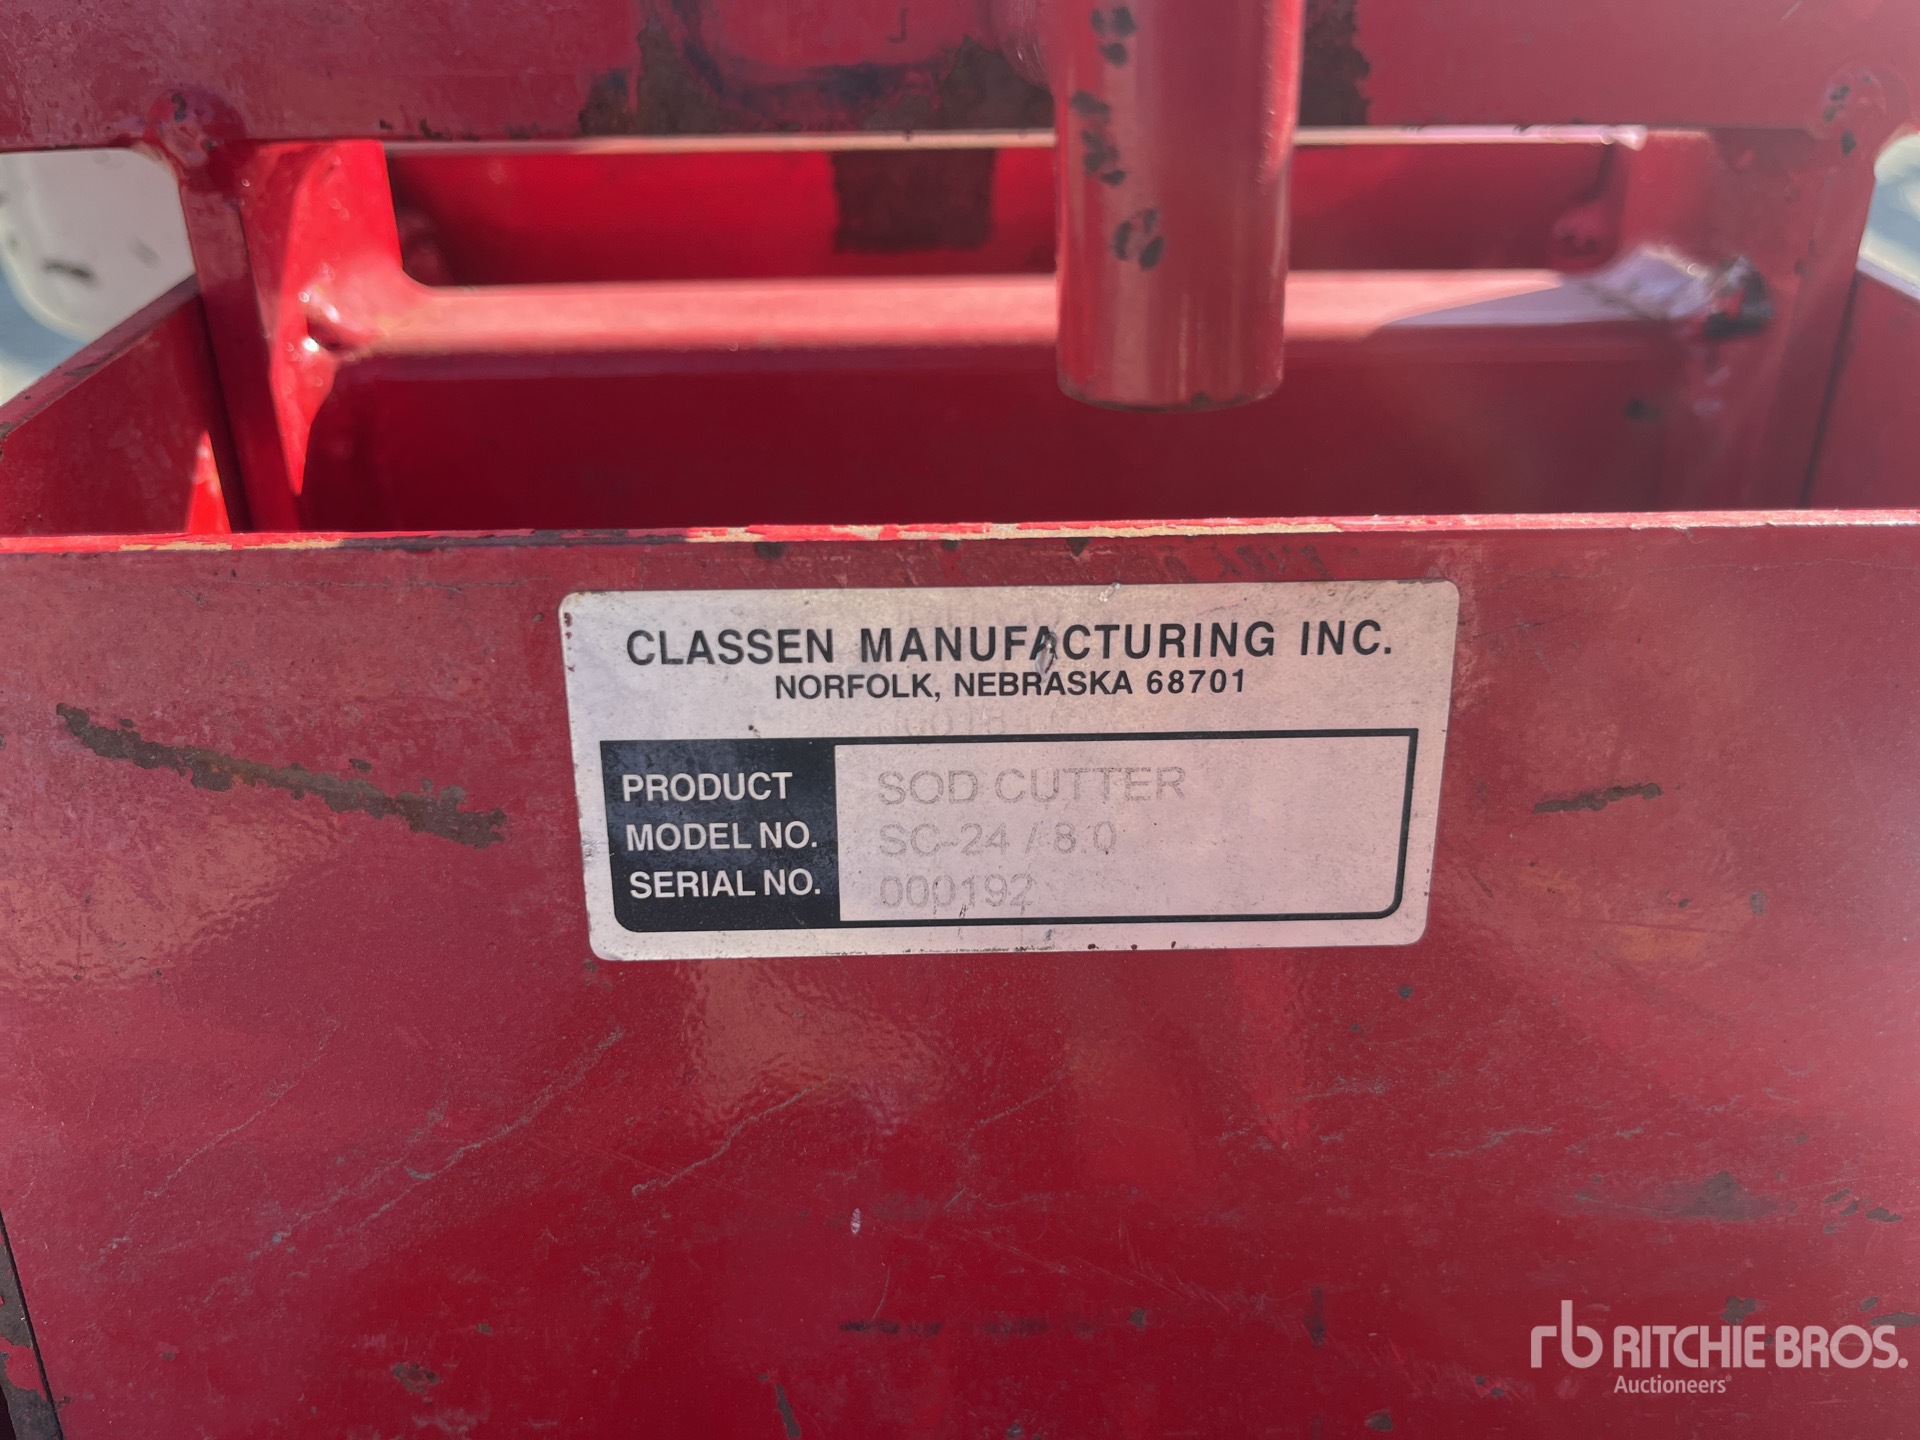 CLASSEN MANUFACTURING INC.
NORFOLK, NEBRASKA 68701
PRODUCT SOD CUTTER
MODEL NO. SC-24 / 8.0
SERIAL NO. 000192
rb RITCHIE BROS.
Auctioneers